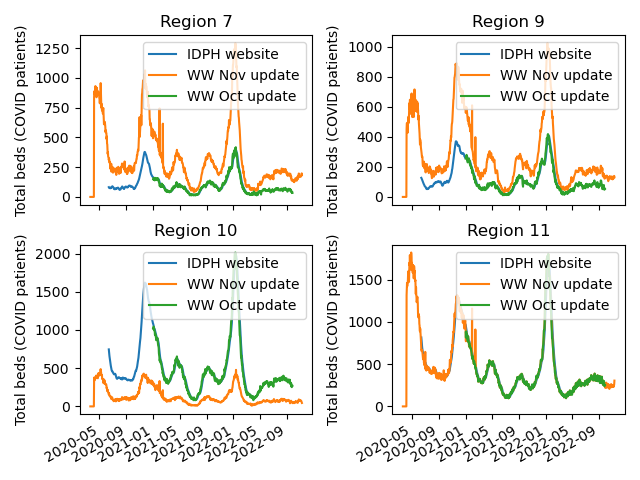 Region 7
Total beds (COVID patients)
1250
1000
750
500
250
0
IDPH website
WW Nov update
WW Oct update
Region 9
Total beds (COVID patients)
1000
800
600
400
200
0
IDPH website
WW Nov update
WW Oct update
Region 10
Total beds (COVID patients)
2000
1500
1000
500
0
IDPH website
WW Nov update
WW Oct update
2020-05
2020-09
2021-01
2021-05
2021-09
2022-01
2022-05
2022-09
Region 11
Total beds (COVID patients)
1500
1000
500
0
IDPH website
WW Nov update
WW Oct update
2020-05
2020-09
2021-01
2021-05
2021-09
2022-01
2022-05
2022-09